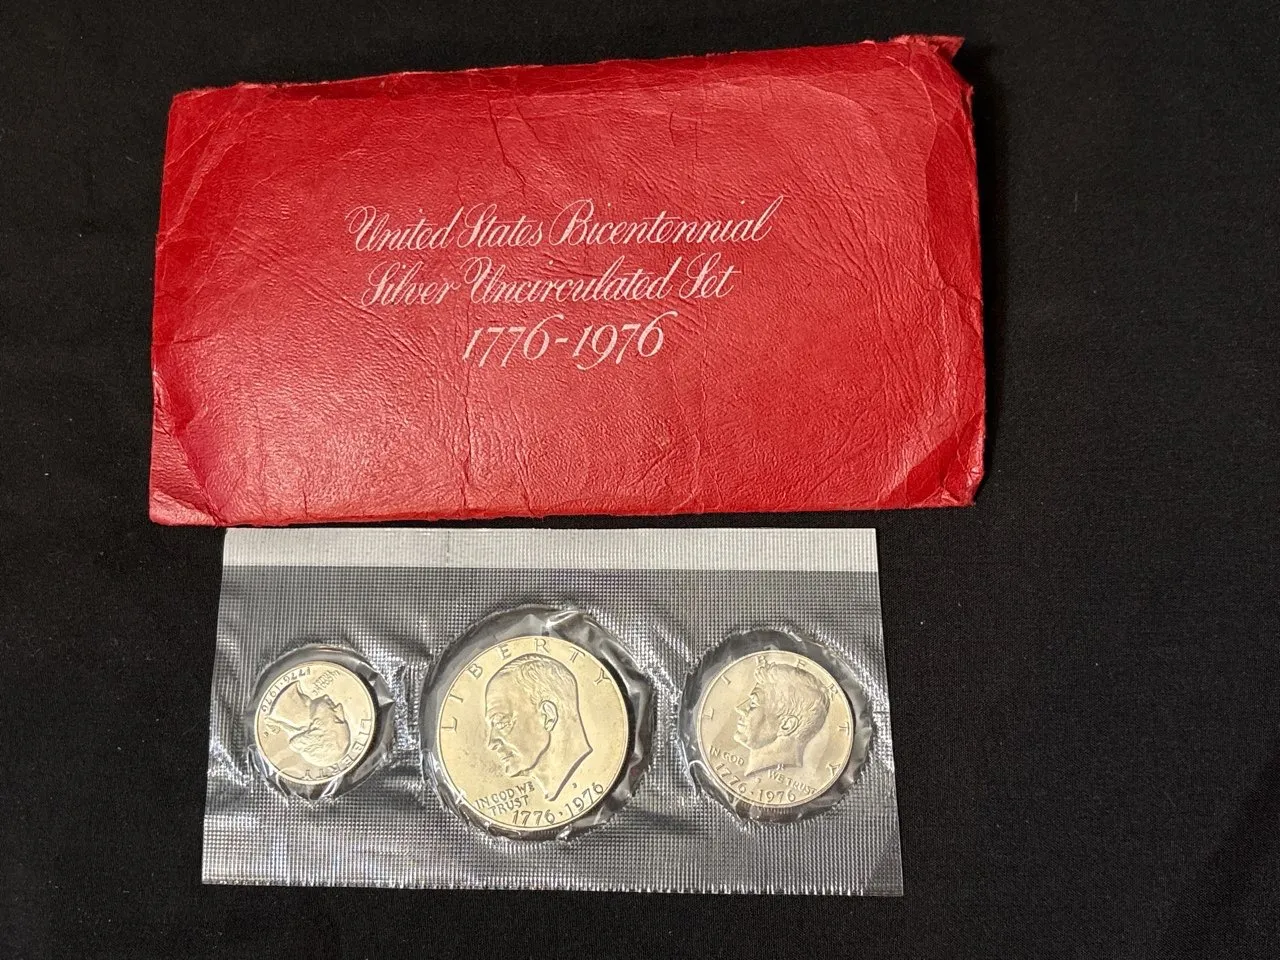 United States Bicentennial
Silver Uncirculated Set
1776-1976
LIBERTY
IN GOD WE
TRUST
1776·1976
LIBERTY
IN GOD
WE TRUST
1776·1976
LIBERTY